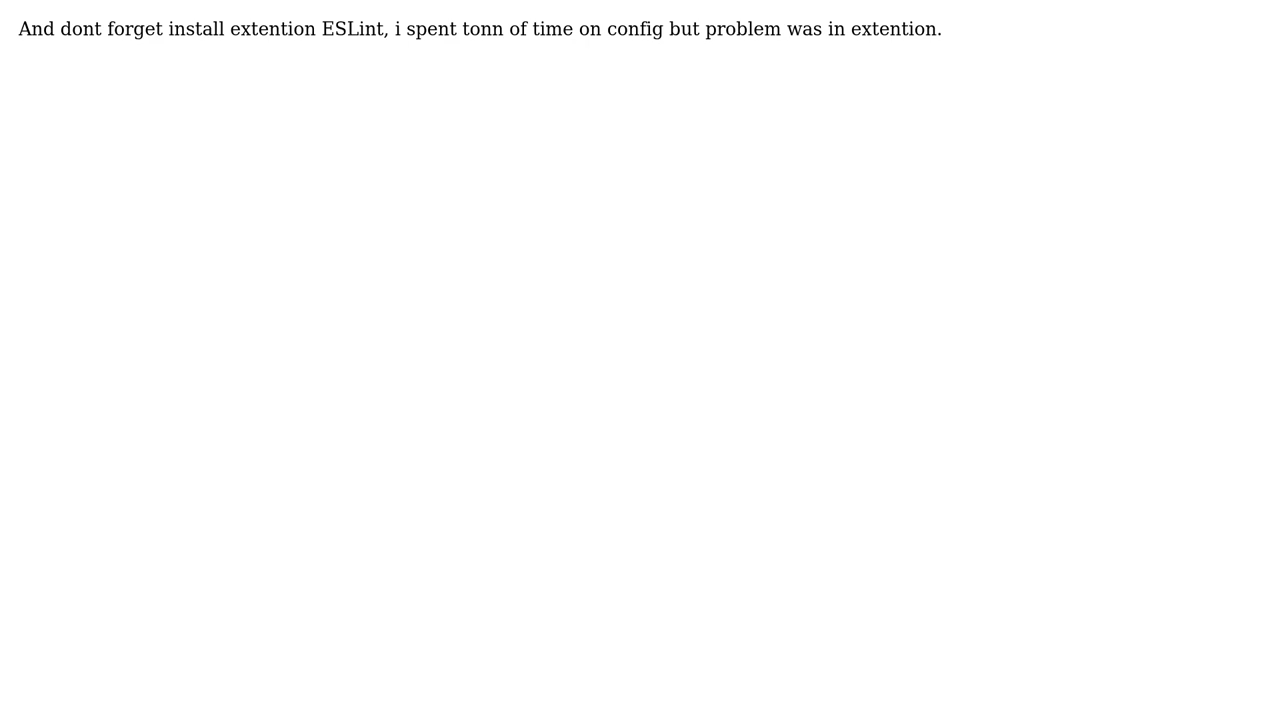 And dont forget install extention ESLint, i spent tonn of time on config but problem was in extention.